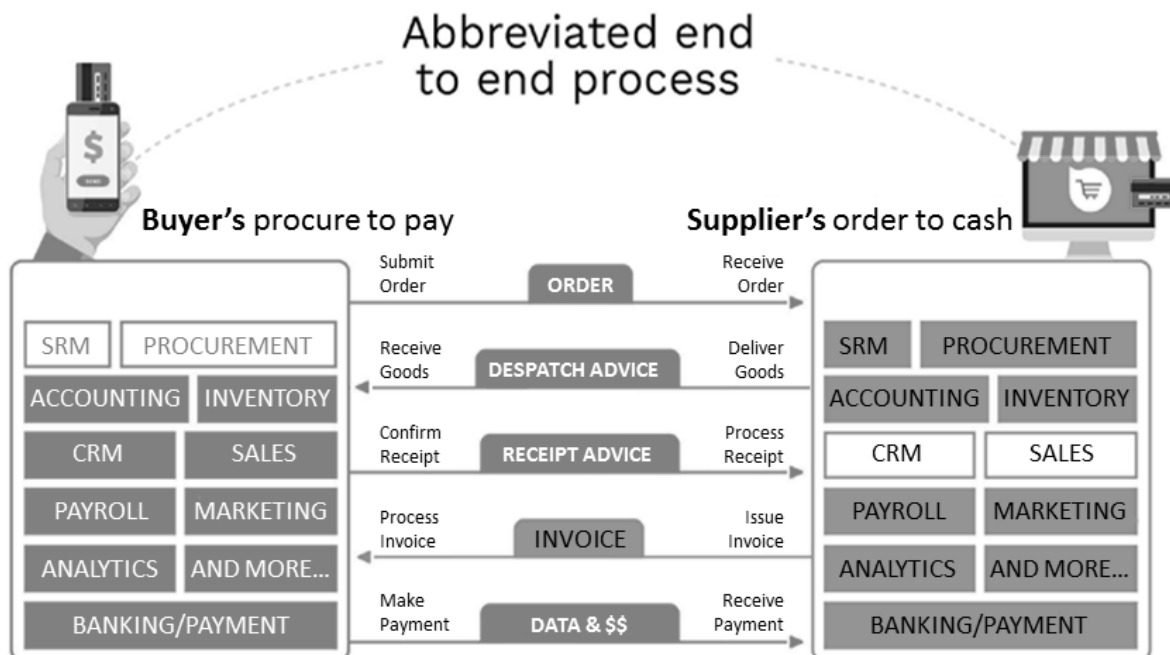 Abbreviated end
to end process
$
Buyer's procure to pay
Supplier's order to cash
Submit
Order
ORDER
Receive
Order
SRM
PROCUREMENT
Receive
Goods
DESPATCH ADVICE
Deliver
Goods
SRM
PROCUREMENT
ACCOUNTING
INVENTORY
ACCOUNTING
INVENTORY
CRM
SALES
Confirm
Receipt
RECEIPT ADVICE
Process
Receipt
CRM
SALES
PAYROLL
MARKETING
Process
Invoice
INVOICE
Issue
Invoice
PAYROLL
MARKETING
ANALYTICS
AND MORE...
ANALYTICS
AND MORE...
BANKING/PAYMENT
Make
Payment
DATA & $$
Receive
Payment
BANKING/PAYMENT